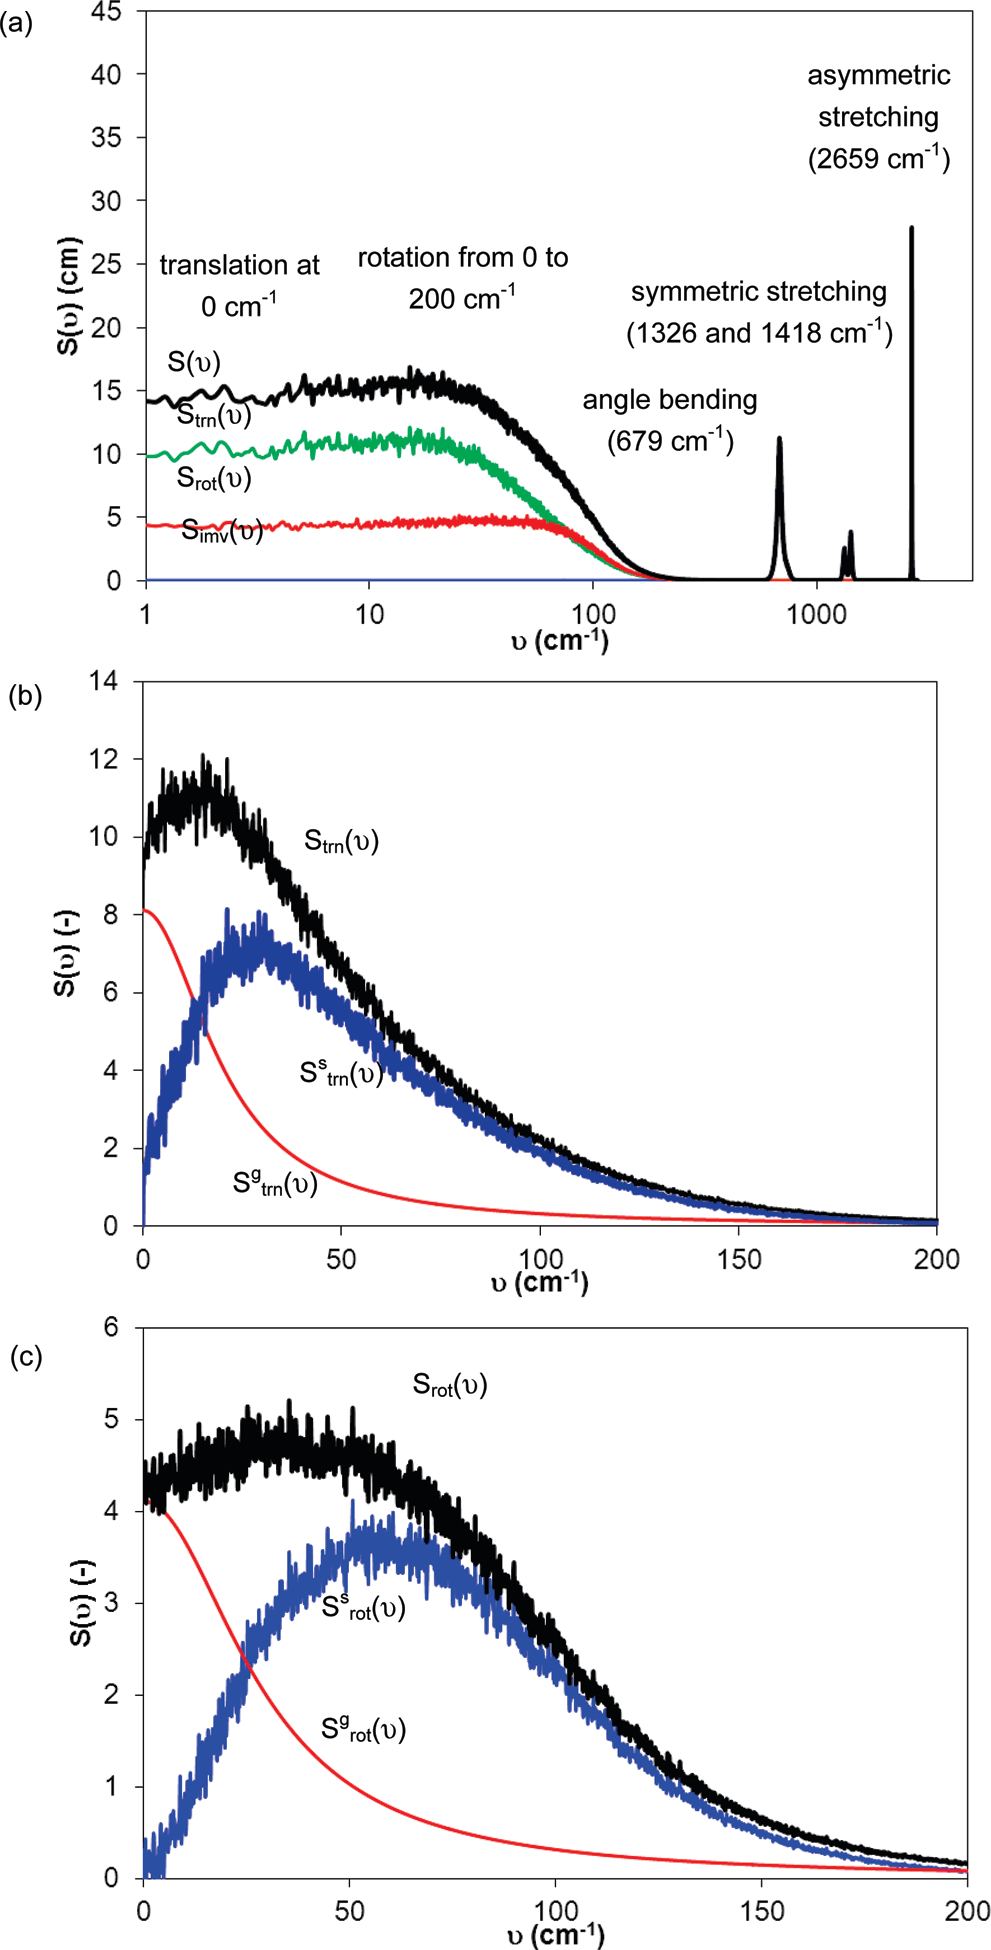 (a)
45
40
35
30
25
20
15
10
5
0
S(υ) (cm)
asymmetric
stretching
(2659 cm-1)
translation at
0 cm-1
rotation from 0 to
200 cm-1
symmetric stretching
(1326 and 1418 cm-1)
angle bending
(679 cm-1)
S(υ)
Strn(υ)
Srot(υ)
Simv(υ)
1 10 100 1000
υ (cm-1)
(b)
14
12
10
8
6
4
2
0
S(υ) (-)
Strn(υ)
Sstrn(υ)
Sgtrn(υ)
0 50 100 150 200
υ (cm-1)
(c)
6
5
4
3
2
1
0
S(υ) (-)
Srot(υ)
Ssrot(υ)
Sgrot(υ)
0 50 100 150 200
υ (cm-1)